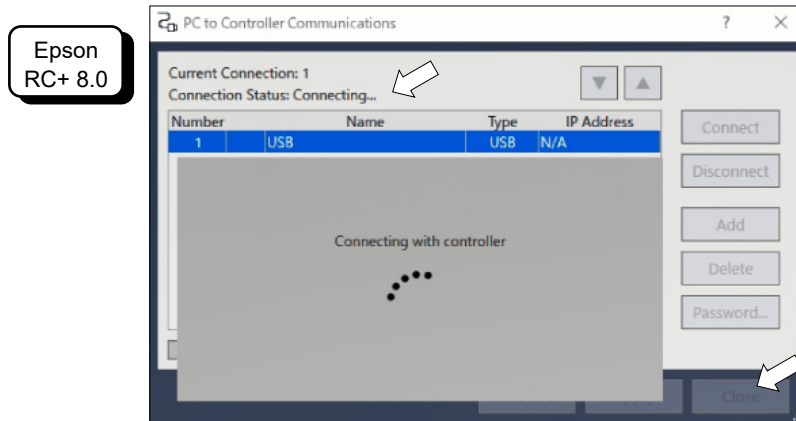 Epson
RC+ 8.0
PC to Controller Communications
?
Current Connection: 1
Connection Status: Connecting...
Number Name Type IP Address
1 USB USB N/A
Connect
Disconnect
Add
Delete
Password...
Connecting with controller
Close